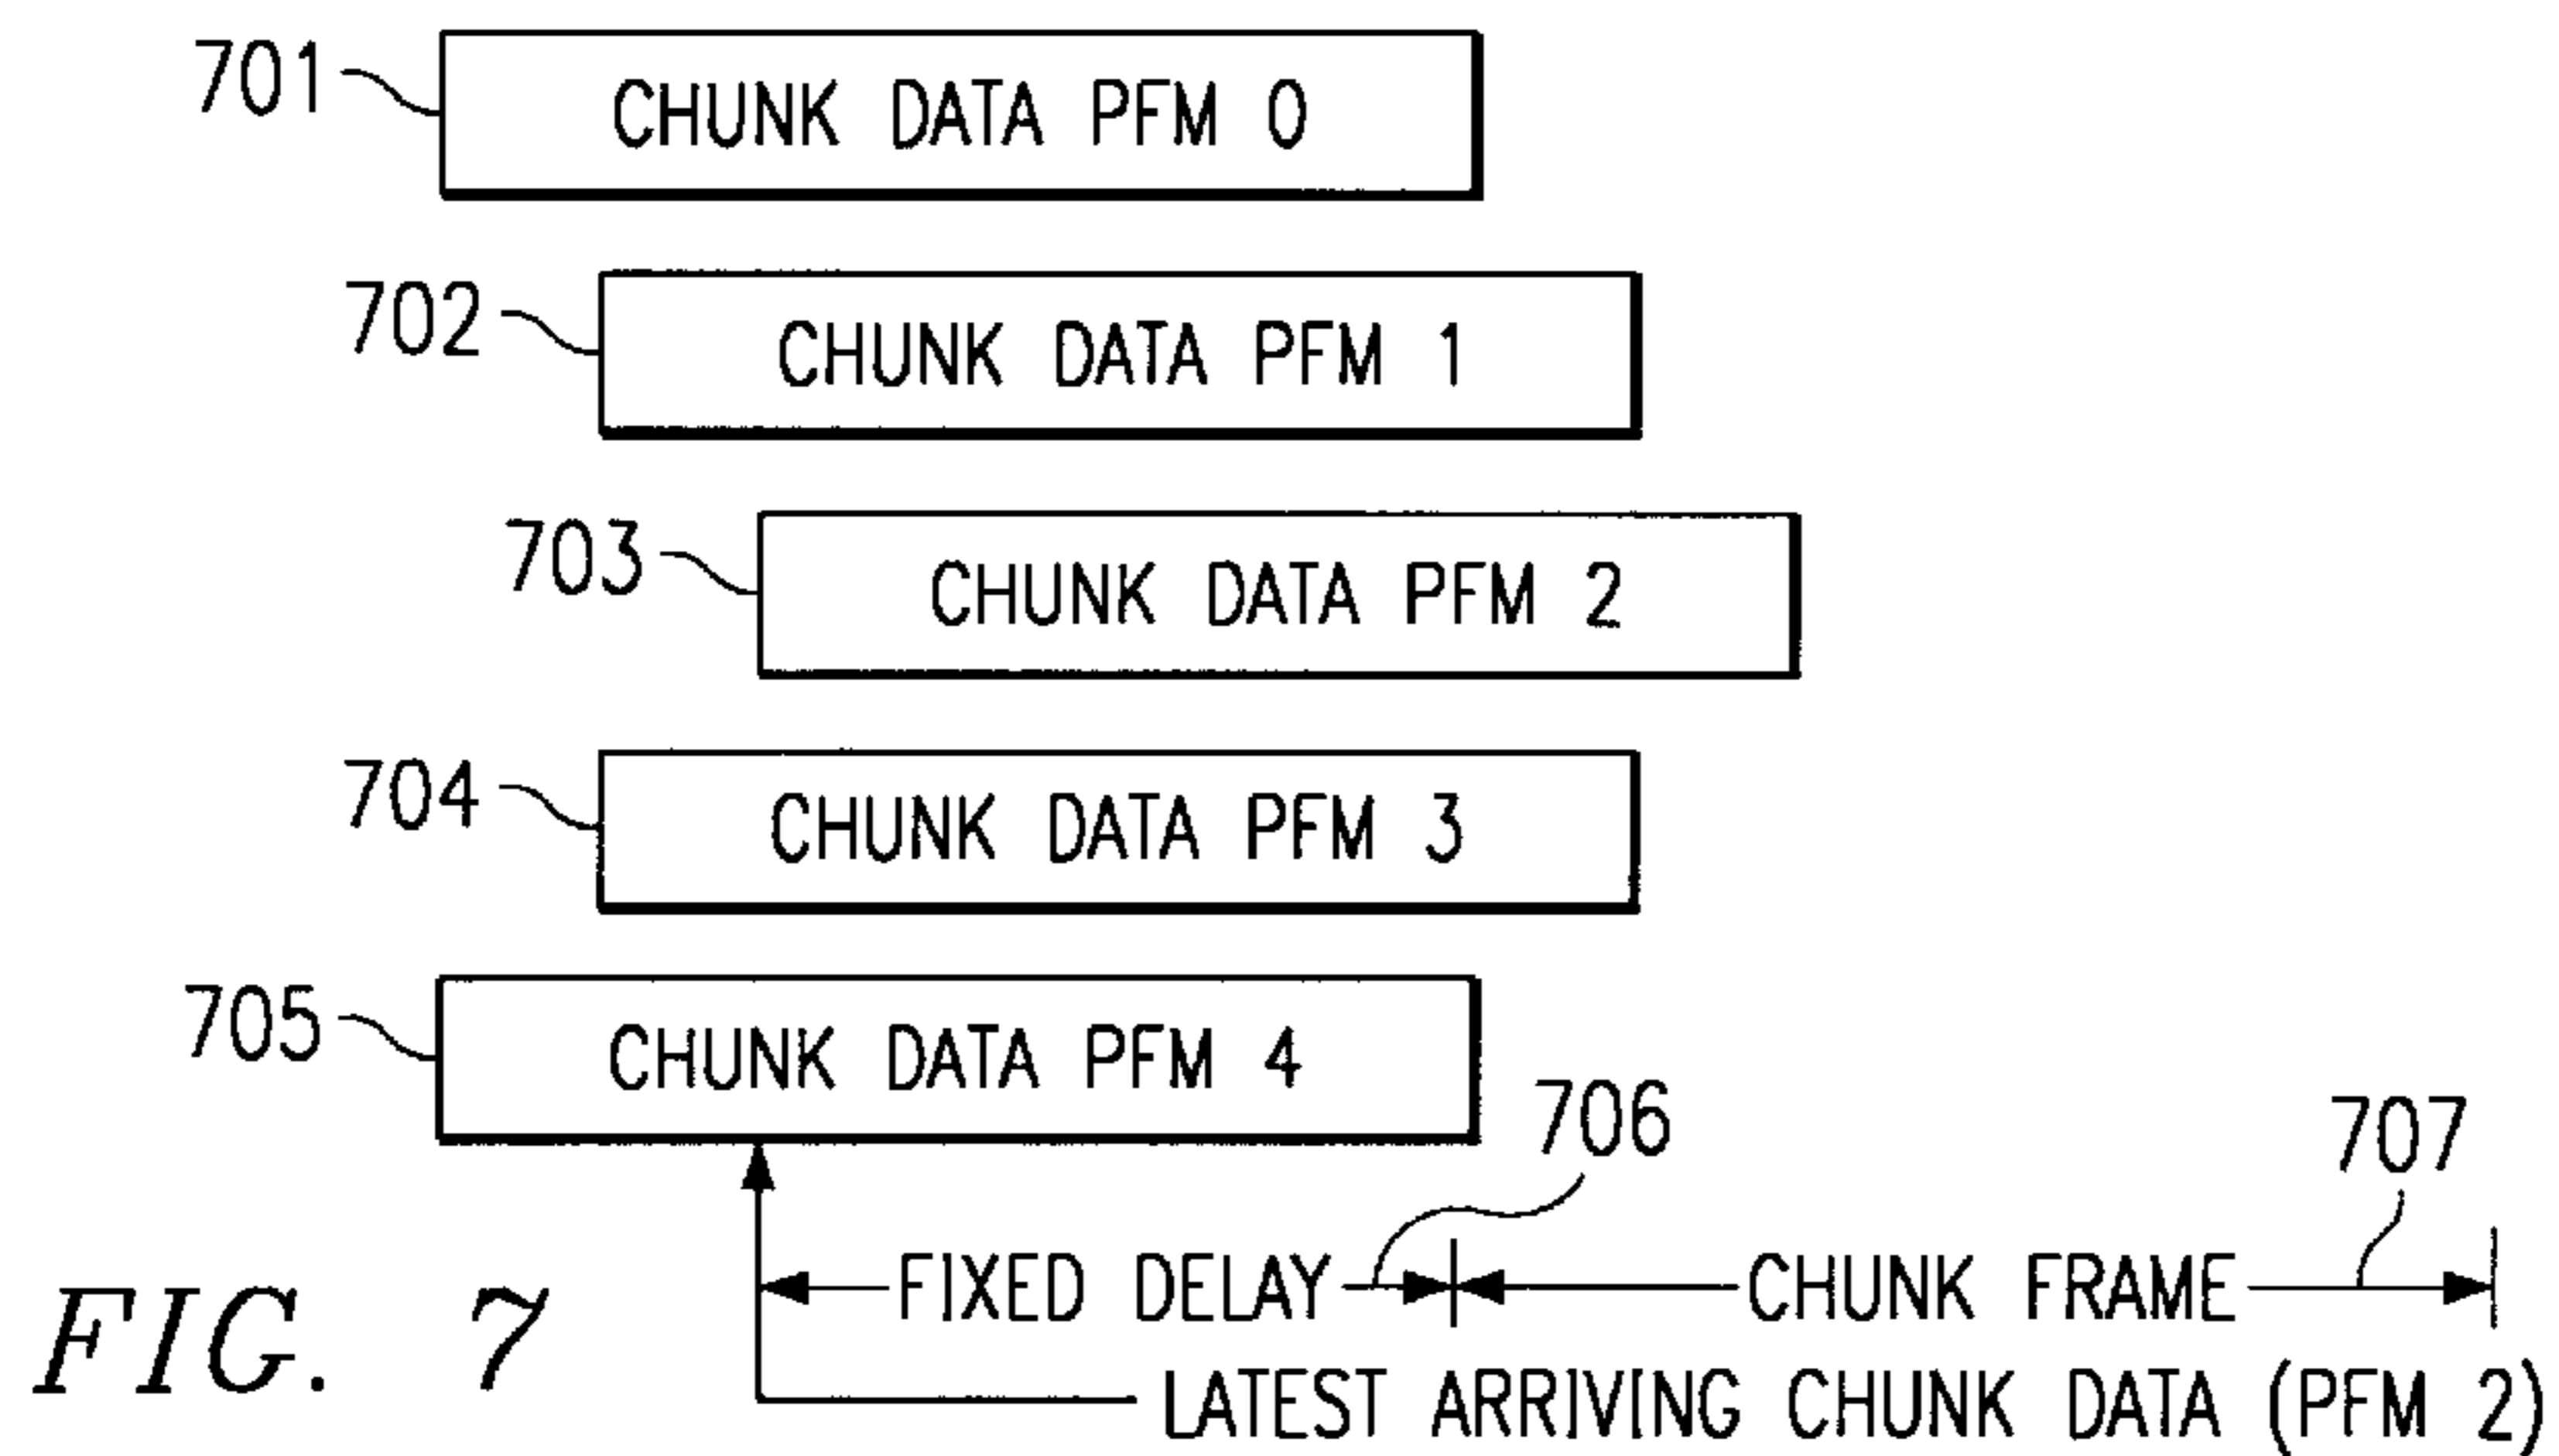 701 CHUNK DATA PFM 0
702 CHUNK DATA PFM 1
703 CHUNK DATA PFM 2
704 CHUNK DATA PFM 3
705 CHUNK DATA PFM 4
706
707
FIXED DELAY CHUNK FRAME
LATEST ARRIVING CHUNK DATA (PFM 2)
FIG. 7